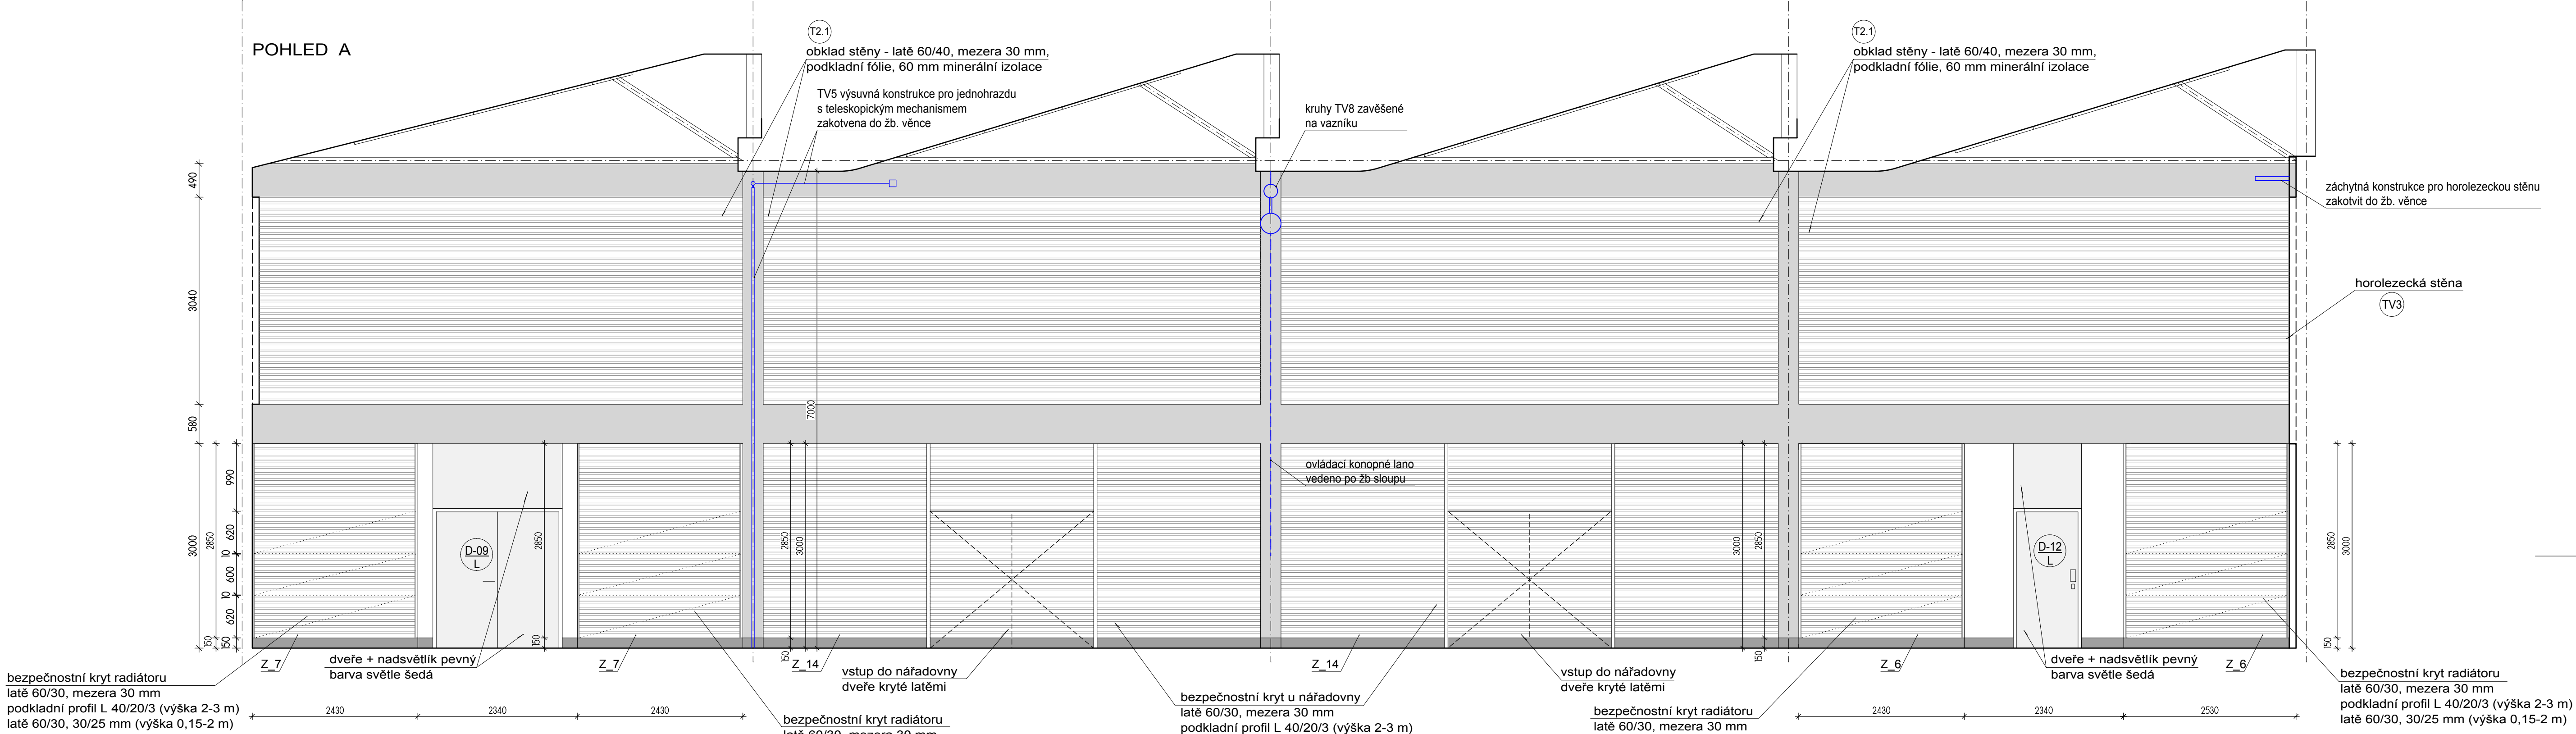 POHLED A
T2.1
obklad stěny - latě 60/40, mezera 30 mm,
podkladní fólie, 60 mm minerální izolace
TV5 výsuvná konstrukce pro jednohrazdu
s teleskopickým mechanismem
zakotvena do žb. věnce
kruhy TV8 zavěšené
na vazníku
T2.1
obklad stěny - latě 60/40, mezera 30 mm,
podkladní fólie, 60 mm minerální izolace
záchytná konstrukce pro horolezeckou stěnu
zakotvit do žb. věnce
horolezecká stěna
TV3
490
3040
580
3000
2850
150
990
620
10
600
10
620
150
D-09
L
2850
150
7000
2850
3000
150
ovládací konopné lano
vedeno po žb sloupu
3000
2850
150
D-12
L
2850
3000
150
Z_7
dveře + nadsvětlík pevný
barva světle šedá
Z_7
Z_14
vstup do nářadovny
dveře kryté latěmi
Z_14
vstup do nářadovny
dveře kryté latěmi
Z_6
dveře + nadsvětlík pevný
barva světle šedá
Z_6
bezpečnostní kryt radiátoru
latě 60/30, mezera 30 mm
podkladní profil L 40/20/3 (výška 2-3 m)
latě 60/30, 30/25 mm (výška 0,15-2 m)
2430
2340
2430
bezpečnostní kryt radiátoru
latě 60/30, mezera 30 mm
bezpečnostní kryt u nářadovny
latě 60/30, mezera 30 mm
podkladní profil L 40/20/3 (výška 2-3 m)
bezpečnostní kryt radiátoru
latě 60/30, mezera 30 mm
2430
2340
2530
bezpečnostní kryt radiátoru
latě 60/30, mezera 30 mm
podkladní profil L 40/20/3 (výška 2-3 m)
latě 60/30, 30/25 mm (výška 0,15-2 m)